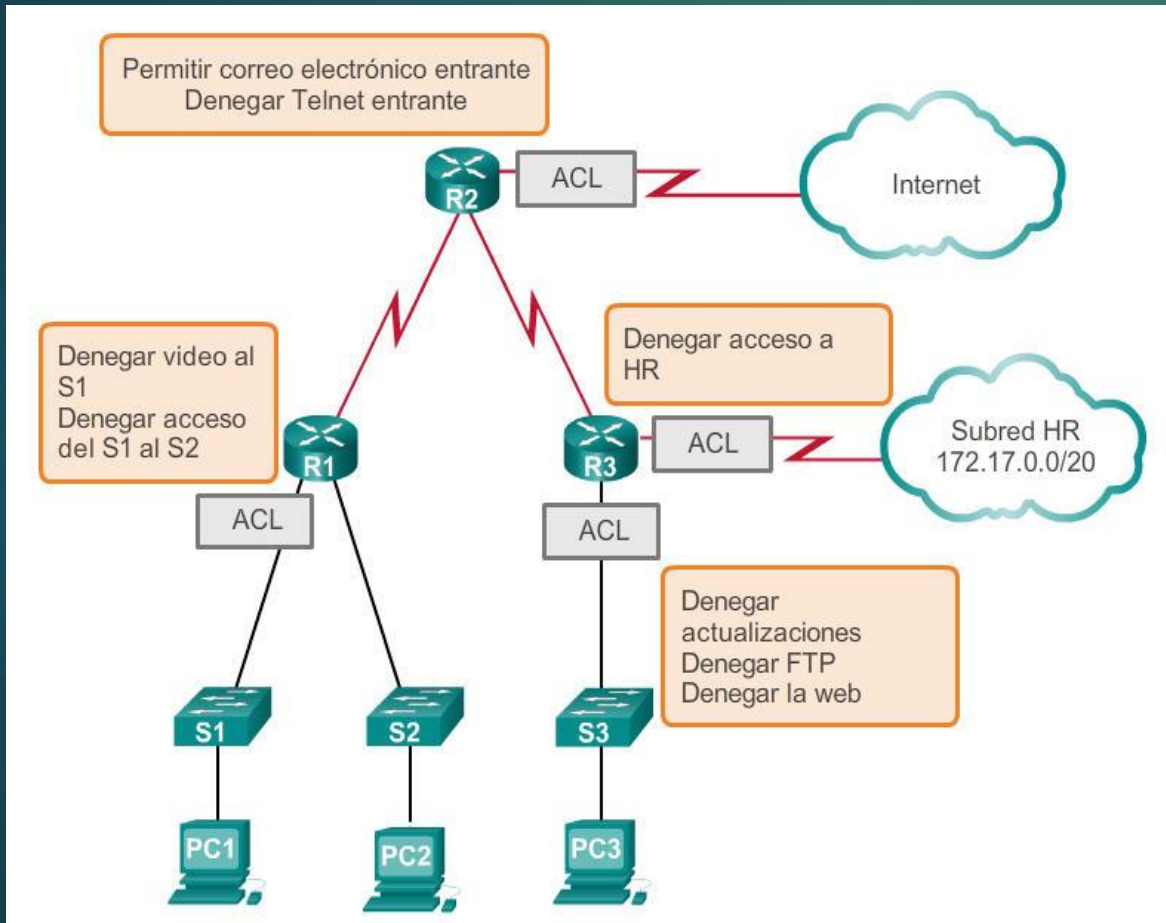 Permitir correo electrónico entrante
Denegar Telnet entrante
ACL
R2
Internet
Denegar video al
S1
Denegar acceso
del S1 al S2
Denegar acceso a
HR
R1
R3
ACL
Subred HR
172.17.0.0/20
ACL
ACL
Denegar
actualizaciones
Denegar FTP
Denegar la web
S1
S2
S3
PC1
PC2
PC3